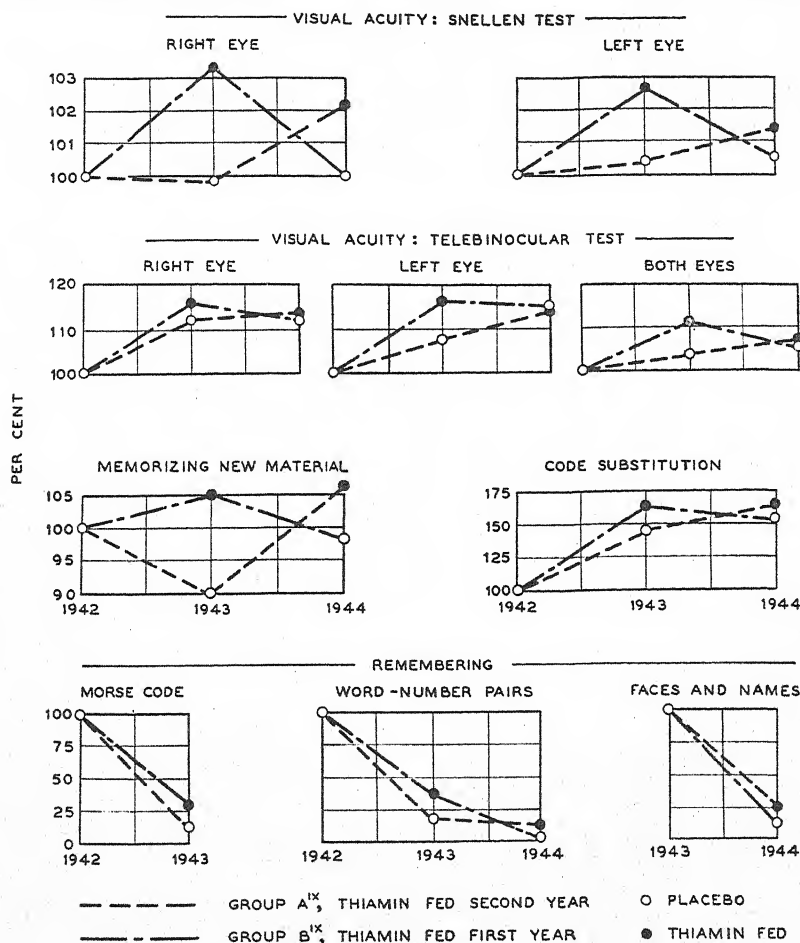 VISUAL ACUITY: SNELLEN TEST
RIGHT EYE LEFT EYE
103
102
101
100
VISUAL ACUITY: TELEBINOCULAR TEST
RIGHT EYE LEFT EYE BOTH EYES
120
110
100
PER CENT
MEMORIZING NEW MATERIAL CODE SUBSTITUTION
105 175
100 150
95 125
90 100
1942 1943 1944 1942 1943 1944
REMEMBERING
MORSE CODE WORD-NUMBER PAIRS FACES AND NAMES
100
75
50
25
0
1942 1943 1942 1943 1944 1943 1944
GROUP A^IX, THIAMIN FED SECOND YEAR PLACEBO
GROUP B^IX, THIAMIN FED FIRST YEAR THIAMIN FED